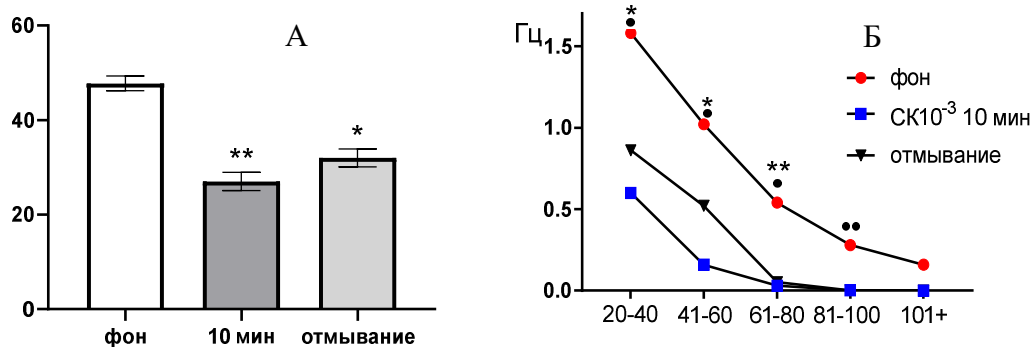 А
60
40
20
0
**
*
фон
10 мин
отмывание
Б
Гц
1.5
1.0
0.5
0.0
*
•
*
•
**
•
••
фон
СК10⁻³ 10 мин
отмывание
20-40
41-60
61-80
81-100
101+